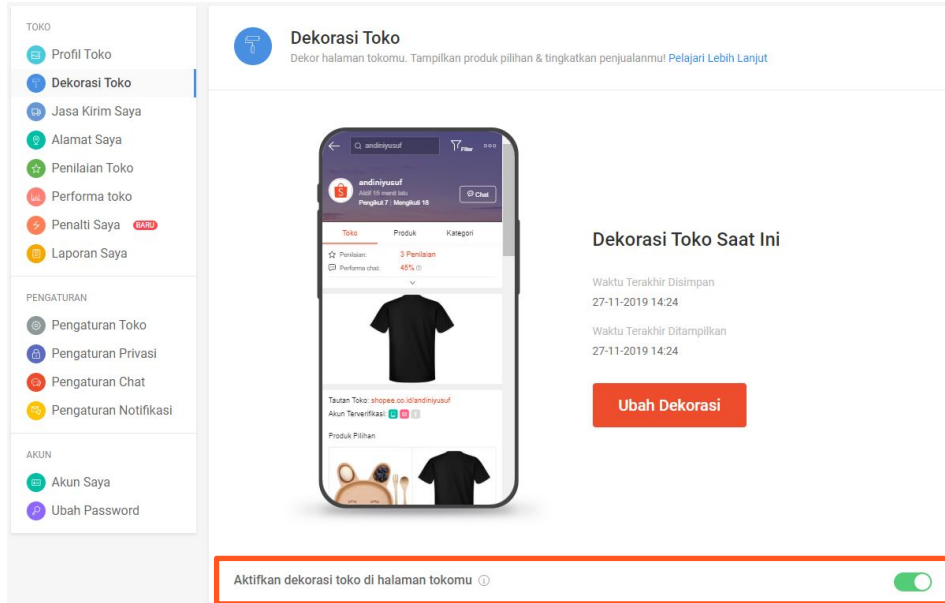 TOKO
Profil Toko
Dekorasi Toko
Jasa Kirim Saya
Alamat Saya
Penilaian Toko
Performa toko
Penalti Saya BARU
Laporan Saya
PENGATURAN
Pengaturan Toko
Pengaturan Privasi
Pengaturan Chat
Pengaturan Notifikasi
AKUN
Akun Saya
Ubah Password
Dekorasi Toko
Dekor halaman tokomu. Tampilkan produk pilihan & tingkatkan penjualanmu! Pelajari Lebih Lanjut
andiniyusuf Filter
andiniyusuf
Aktif 15 menit lalu
Pengikut 7 Mengikuti 18
Chat
Toko Produk Kategori
Penilaian: 3 Penilaian
Performa chat: 45%
Tautan Toko: shopee.co.id/andiniyusuf
Akun Terverifikasi:
Produk Pilihan
Dekorasi Toko Saat Ini
Waktu Terakhir Disimpan
27-11-2019 14:24
Waktu Terakhir Ditampilkan
27-11-2019 14:24
Ubah Dekorasi
Aktifkan dekorasi toko di halaman tokomu